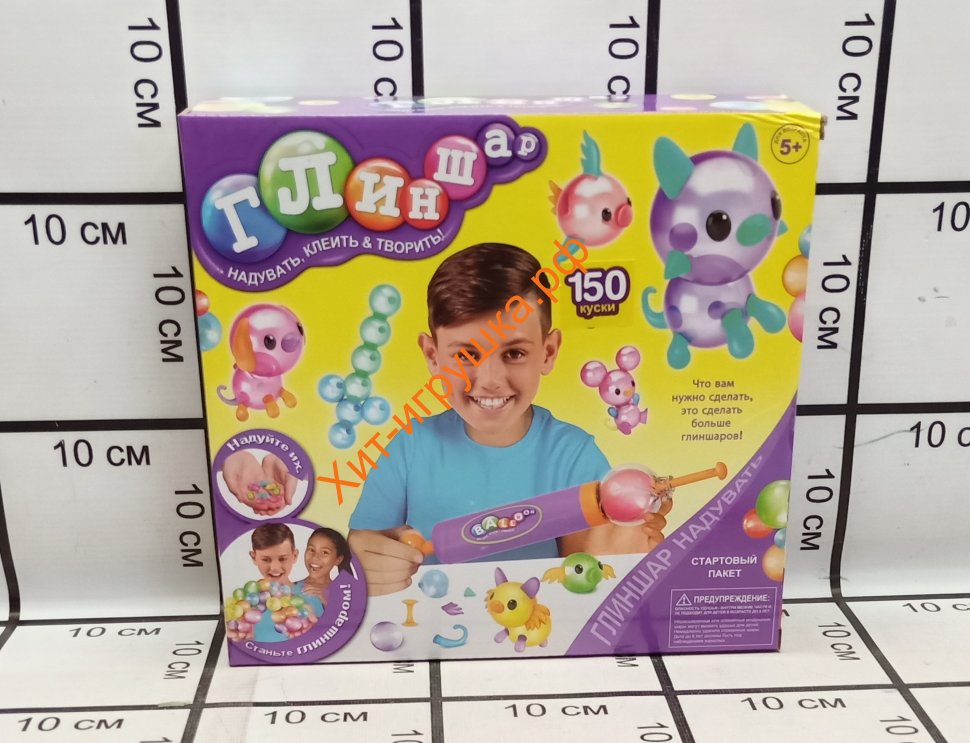 10 см
10 см
10 см
10 см
10 см
10
10 см
10 см
10 см
10 с
10 см
10 см
10 см
10 см
10 см
10 см
10 см
10 см
ГЛИНШАР
... НАДУВАТЬ, КЛЕИТЬ & ТВОРИТЬ!
5+
150
КУСКИ
Хит-игрушка.рф
Что вам
нужно сделать,
это сделать
больше
глиншаров!
Надуйте их.
BALLOON
ГЛИНШАР НАДУВАТЬ
СТАРТОВЫЙ
ПАКЕТ
ПРЕДУПРЕЖДЕНИЕ:
Станьте ГЛИНШАРОМ!